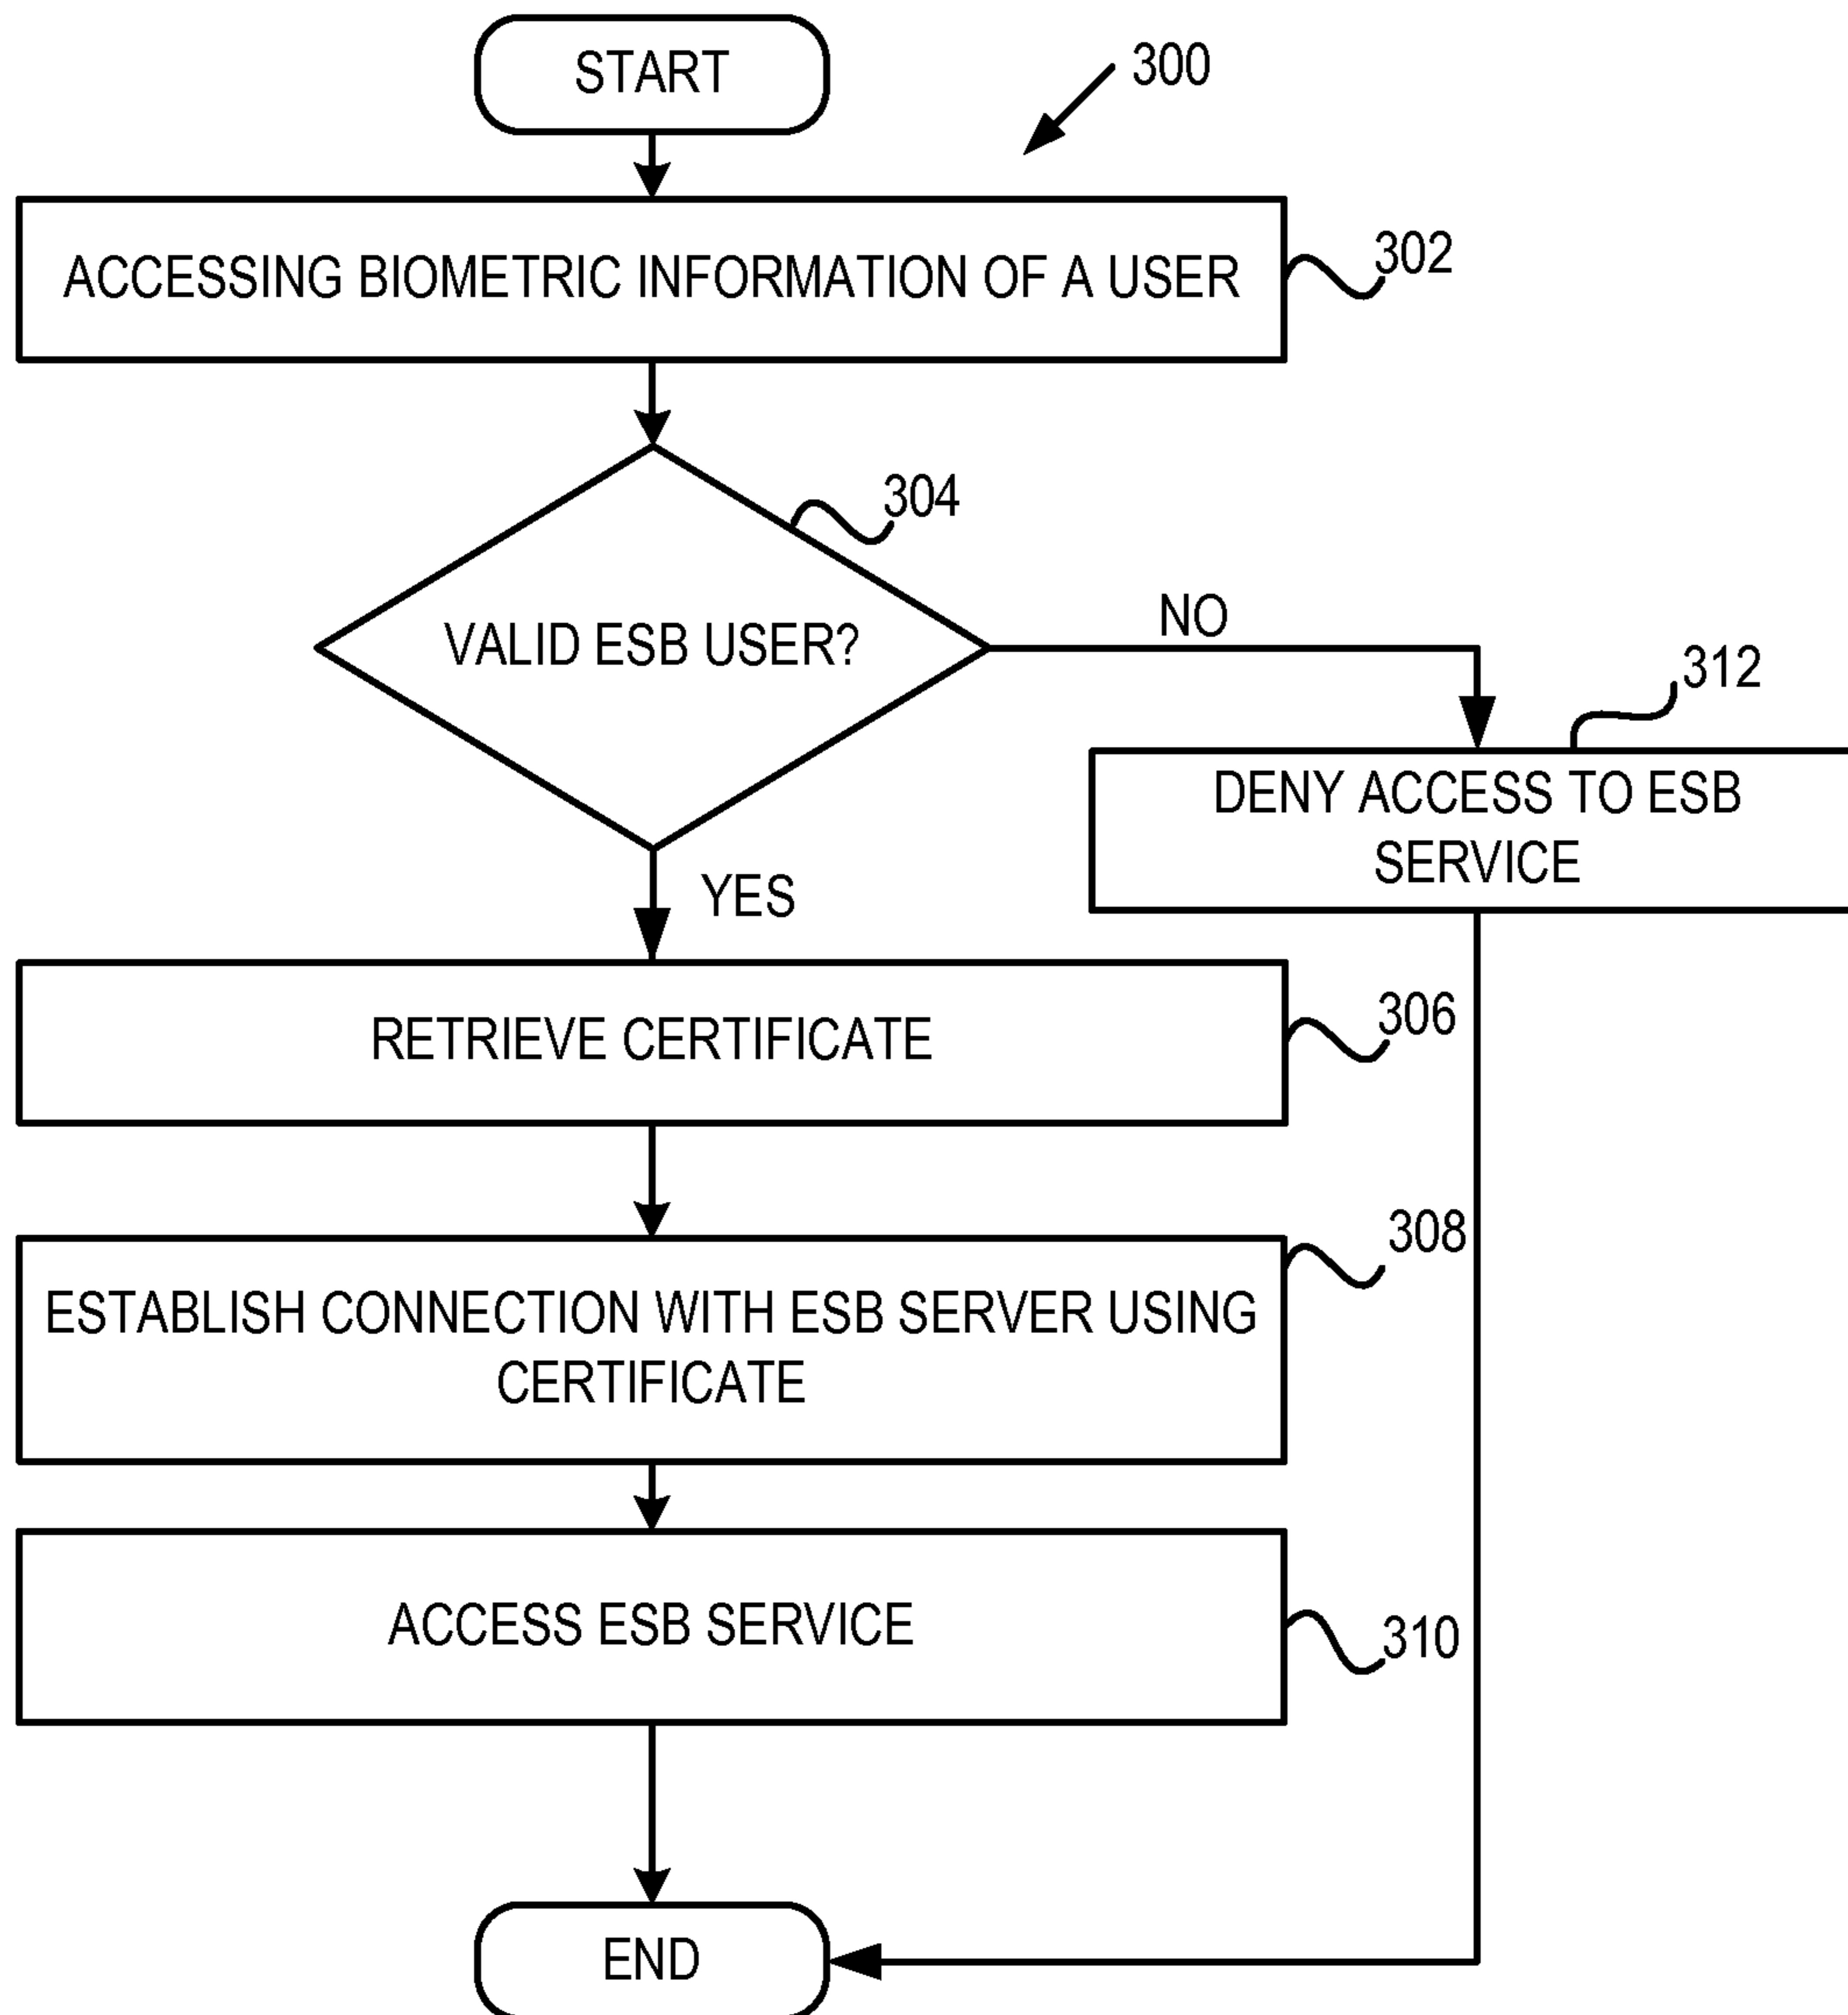 START
300
ACCESSING BIOMETRIC INFORMATION OF A USER
302
304
VALID ESB USER?
NO
312
DENY ACCESS TO ESB
SERVICE
YES
RETRIEVE CERTIFICATE
306
308
ESTABLISH CONNECTION WITH ESB SERVER USING
CERTIFICATE
ACCESS ESB SERVICE
310
END